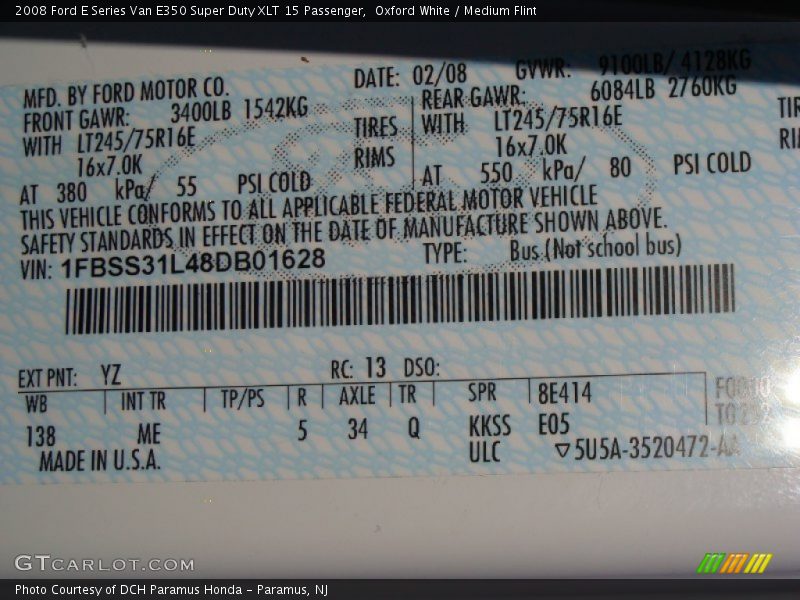 2008 Ford E Series Van E350 Super Duty XLT 15 Passenger,  Oxford White / Medium Flint
MFD. BY FORD MOTOR CO. DATE: 02/08 GVWR: 9100LB/ 4128KG
FRONT GAWR: 3400LB 1542KG REAR GAWR: 6084LB 2760KG
WITH LT245/75R16E TIRES WITH LT245/75R16E TIR
16x7.0K RIMS 16x7.0K
AT 380 kPa/ 55 PSI COLD AT 550 kPa/ 80 PSI COLD
THIS VEHICLE CONFORMS TO ALL APPLICABLE FEDERAL MOTOR VEHICLE
SAFETY STANDARDS IN EFFECT ON THE DATE OF MANUFACTURE SHOWN ABOVE.
VIN: 1FBSS31L48DB01628 TYPE: Bus.(Not school bus)
EXT PNT: YZ RC: 13 DSO:
WB INT TR TP/PS R AXLE TR SPR 8E414
138 ME 5 34 Q KKSS E05
MADE IN U.S.A. ULC ▽5U5A-3520472-AA
GTCARLOT.COM
Photo Courtesy of DCH Paramus Honda - Paramus, NJ